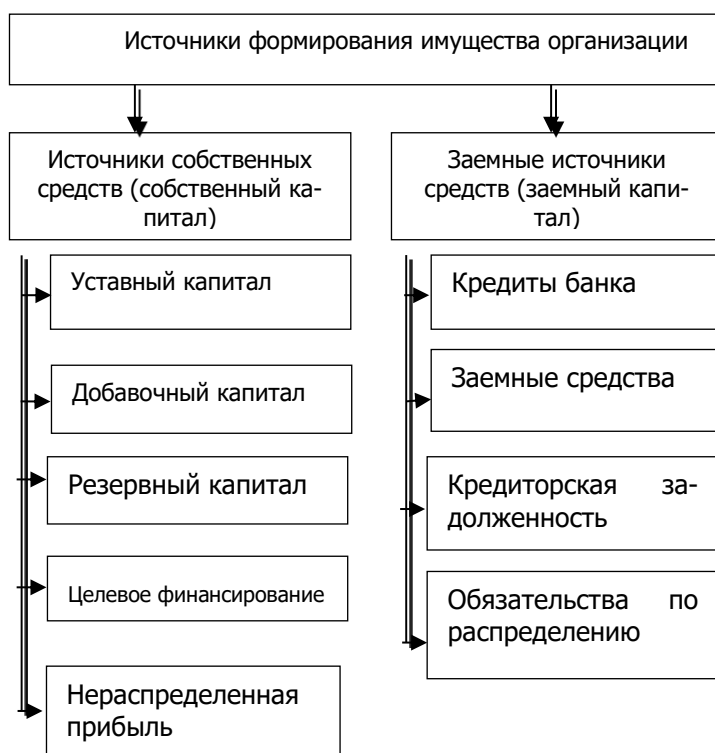 Источники формирования имущества организации
Источники собственных
средств (собственный ка-
питал)
Уставный капитал
Добавочный капитал
Резервный капитал
Целевое финансирование
Нераспределенная
прибыль
Заемные источники
средств (заемный капи-
тал)
Кредиты банка
Заемные средства
Кредиторская за-
долженность
Обязательства по
распределению